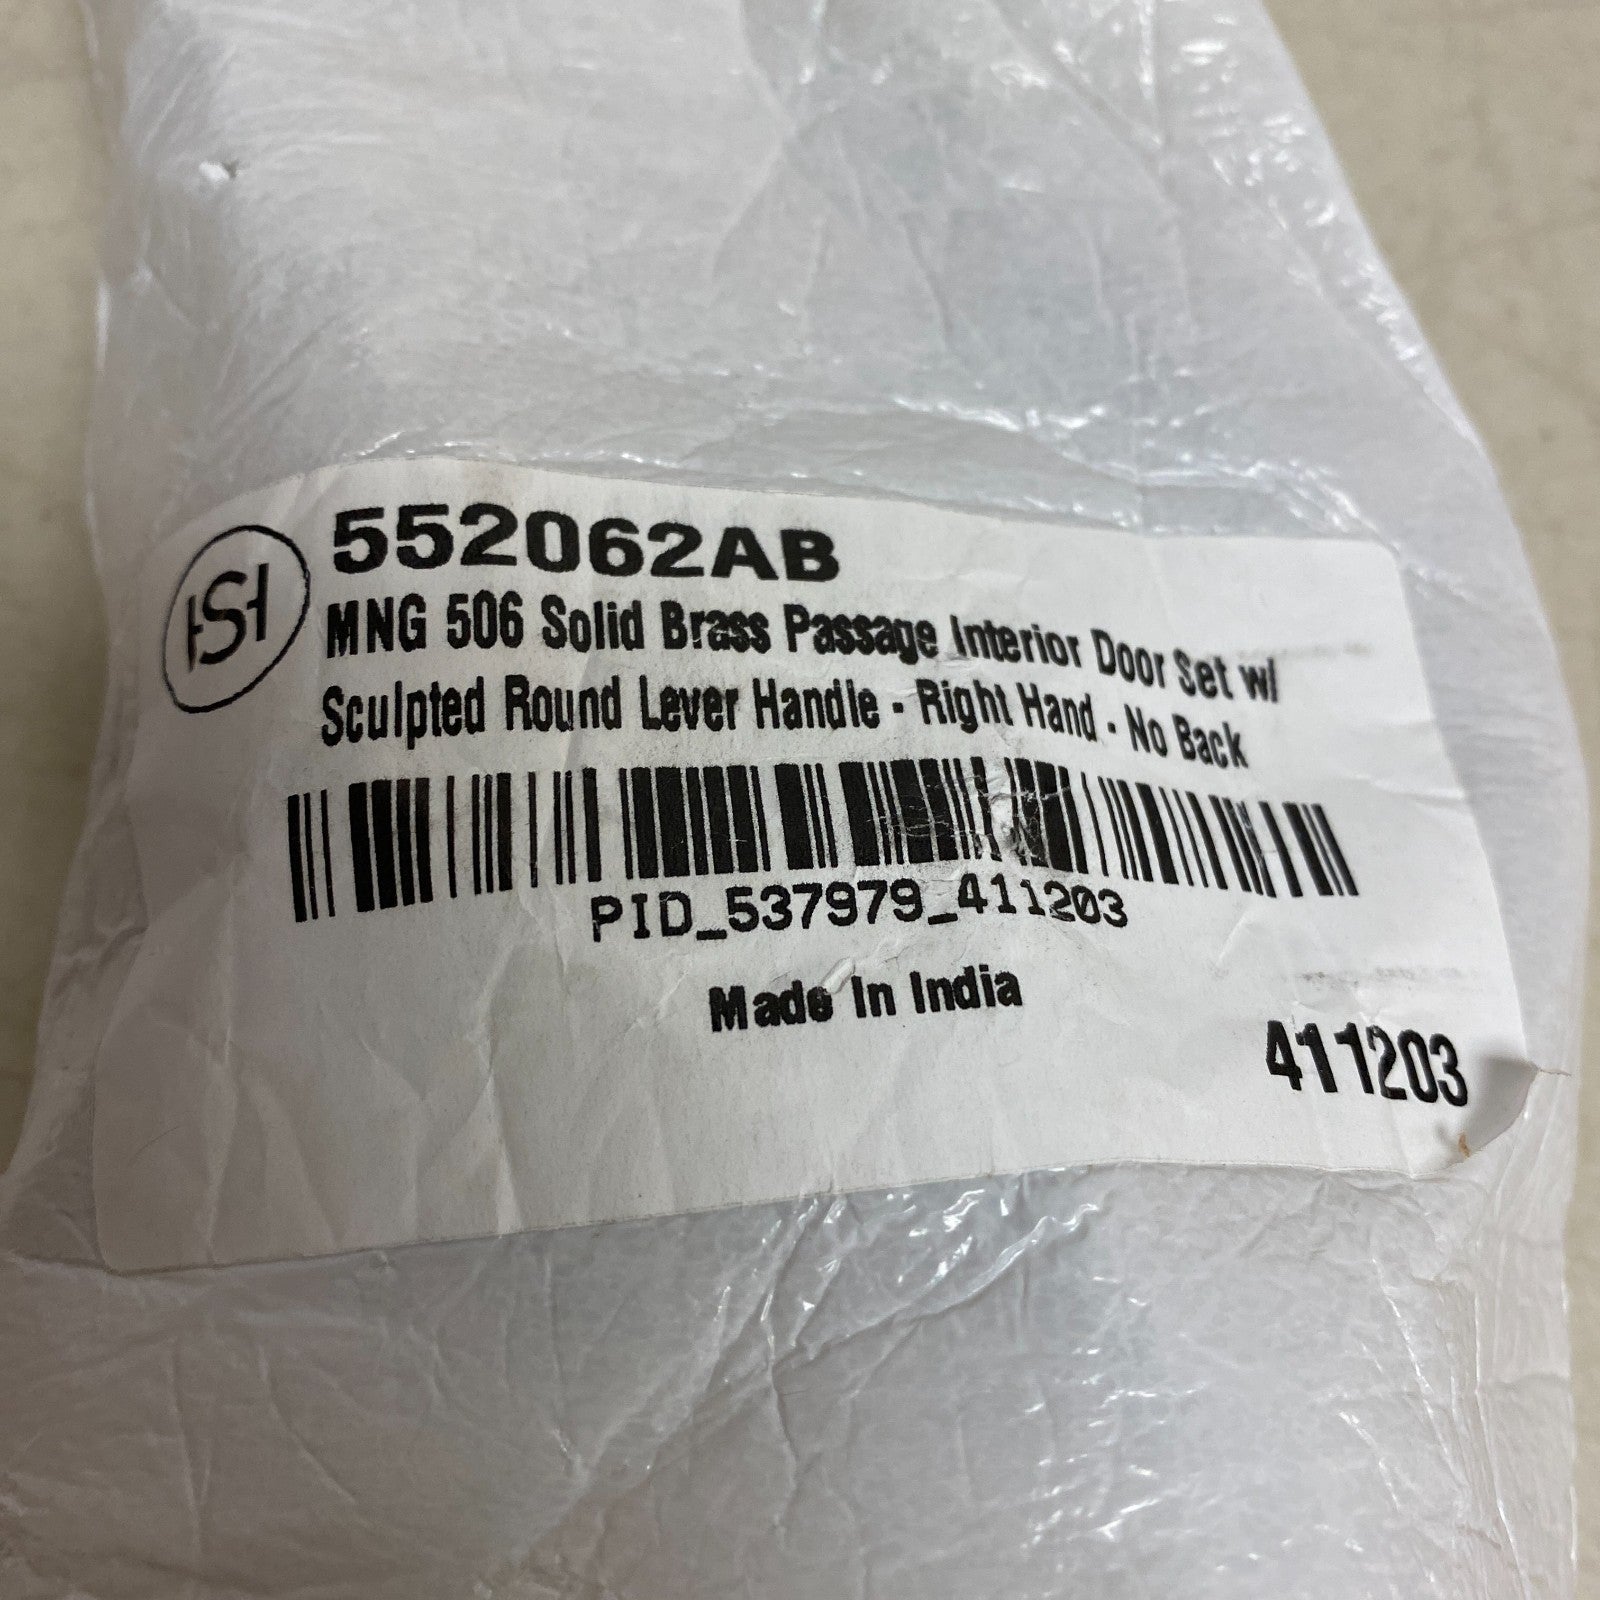 HSH
552062AB
MNG 506 Solid Brass Passage Interior Door Set w/
Sculpted Round Lever Handle - Right Hand - No Back
PID_537979_411203
Made In India
411203